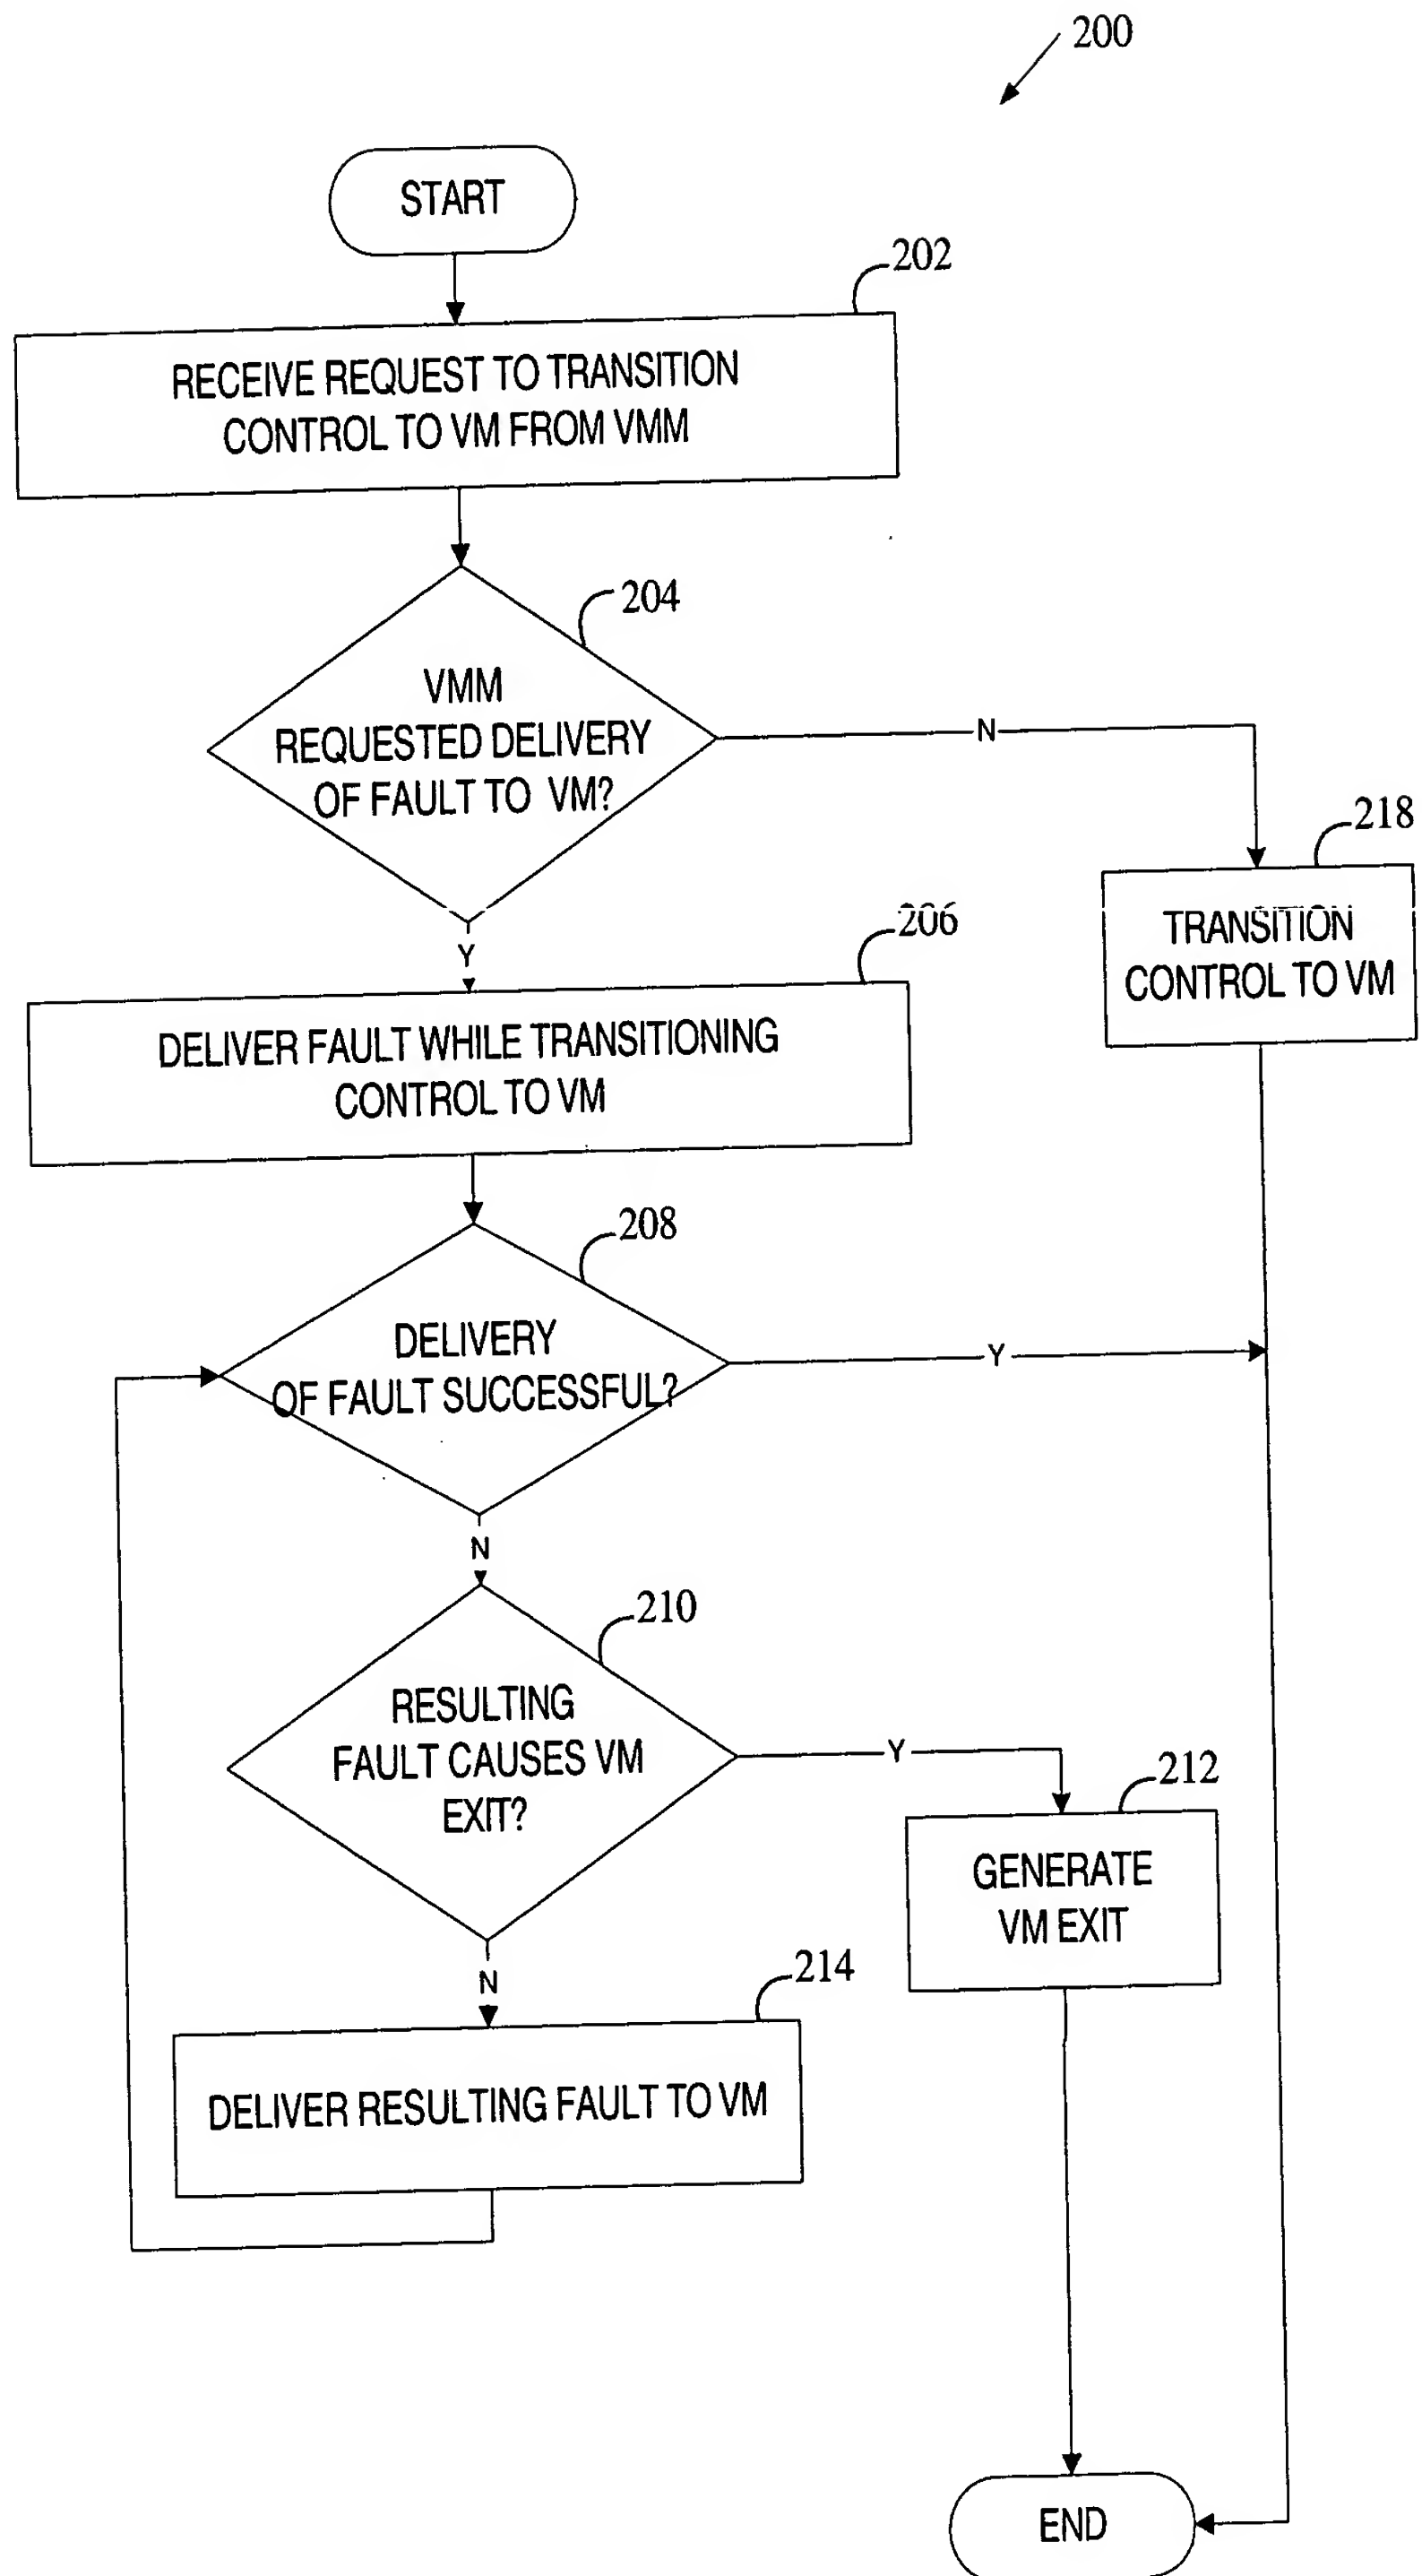 200
START
202
RECEIVE REQUEST TO TRANSITION
CONTROL TO VM FROM VMM
204
VMM
REQUESTED DELIVERY
OF FAULT TO VM?
N
218
TRANSITION
CONTROL TO VM
Y
206
DELIVER FAULT WHILE TRANSITIONING
CONTROL TO VM
208
DELIVERY
OF FAULT SUCCESSFUL?
Y
N
210
RESULTING
FAULT CAUSES VM
EXIT?
Y
212
GENERATE
VM EXIT
N
214
DELIVER RESULTING FAULT TO VM
END